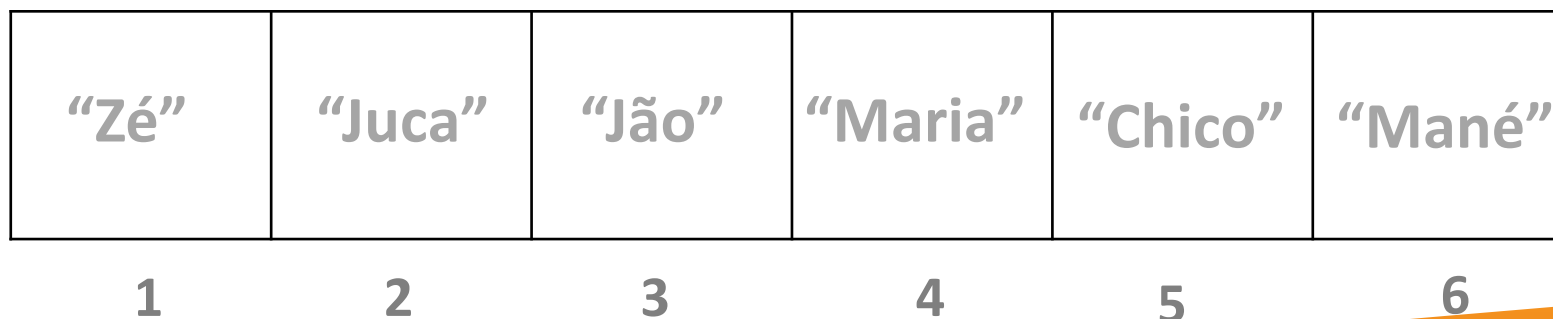 “Zé” “Juca” “Jão” “Maria” “Chico” “Mané”
1 2 3 4 5 6